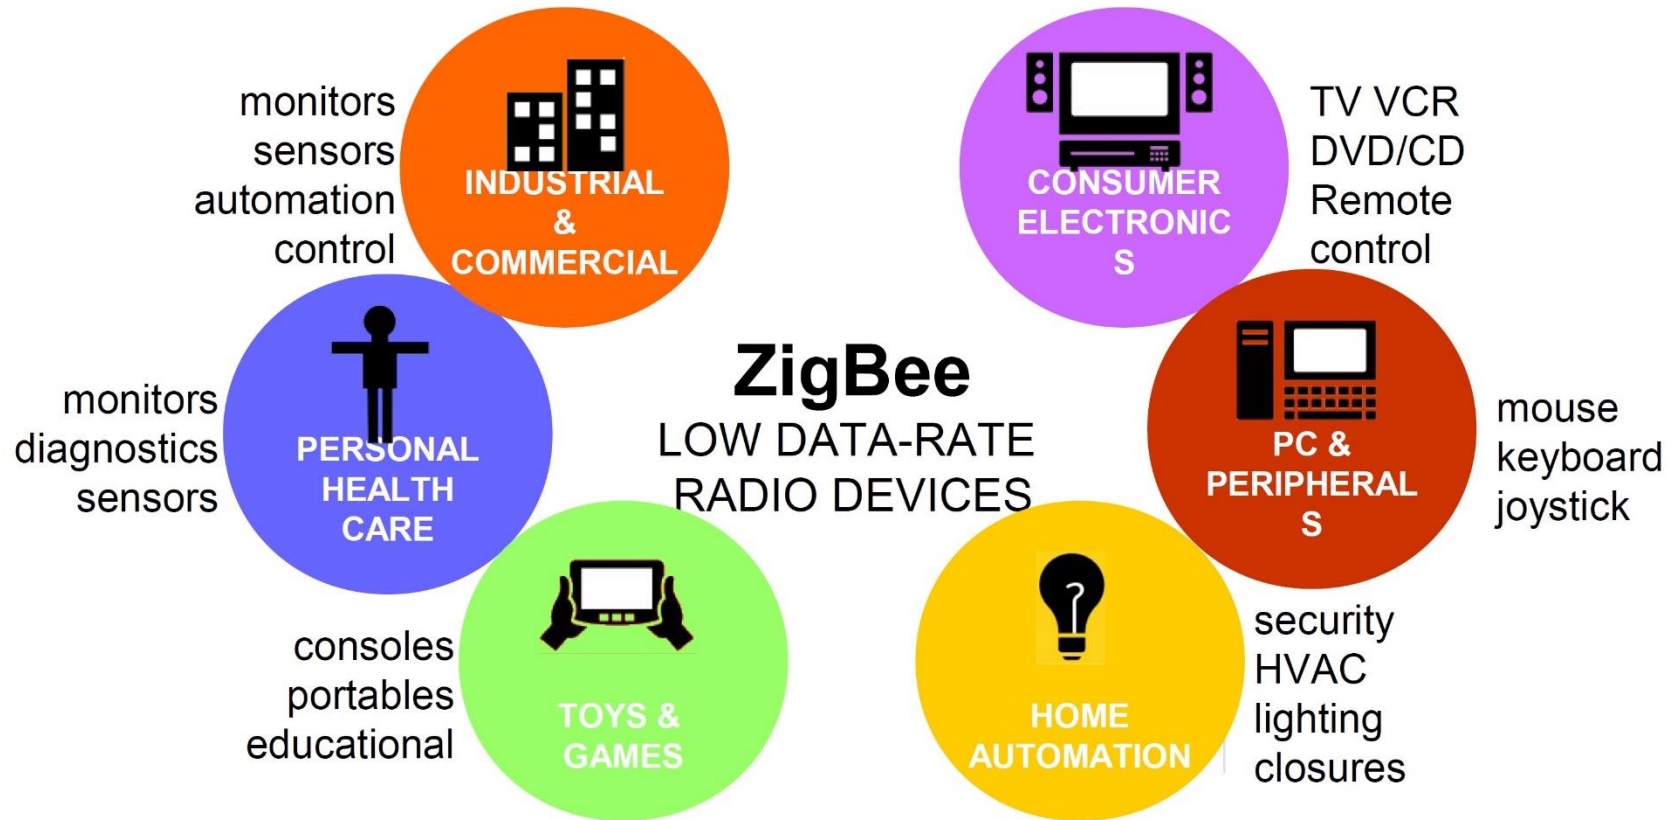 monitors
sensors
automation
control
INDUSTRIAL
&
COMMERCIAL
CONSUMER
ELECTRONIC
S
TV VCR
DVD/CD
Remote
control
monitors
diagnostics
sensors
PERSONAL
HEALTH
CARE
ZigBee
LOW DATA-RATE
RADIO DEVICES
PC &
PERIPHERAL
S
mouse
keyboard
joystick
consoles
portables
educational
TOYS &
GAMES
HOME
AUTOMATION
security
HVAC
lighting
closures